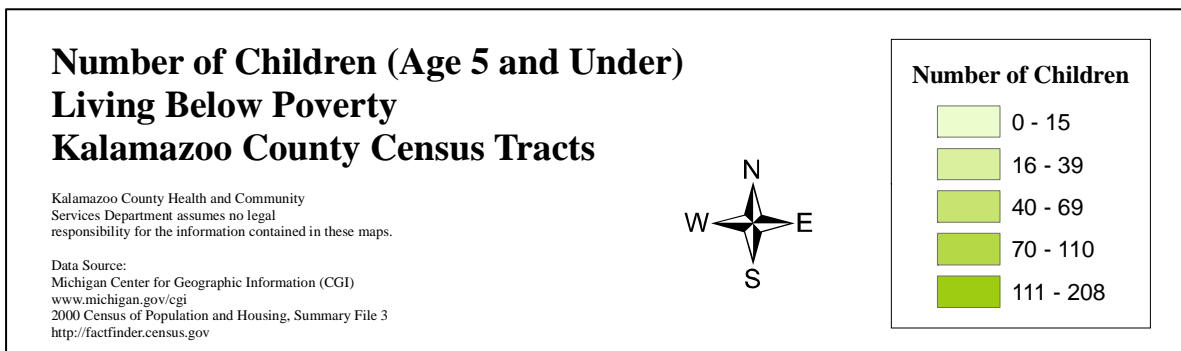 Number of Children (Age 5 and Under)
Living Below Poverty
Kalamazoo County Census Tracts
Kalamazoo County Health and Community
Services Department assumes no legal
responsibility for the information contained in these maps.
Data Source:
Michigan Center for Geographic Information (CGI)
www.michigan.gov/cgi
2000 Census of Population and Housing, Summary File 3
http://factfinder.census.gov
N
W E
S
Number of Children
0 - 15
16 - 39
40 - 69
70 - 110
111 - 208